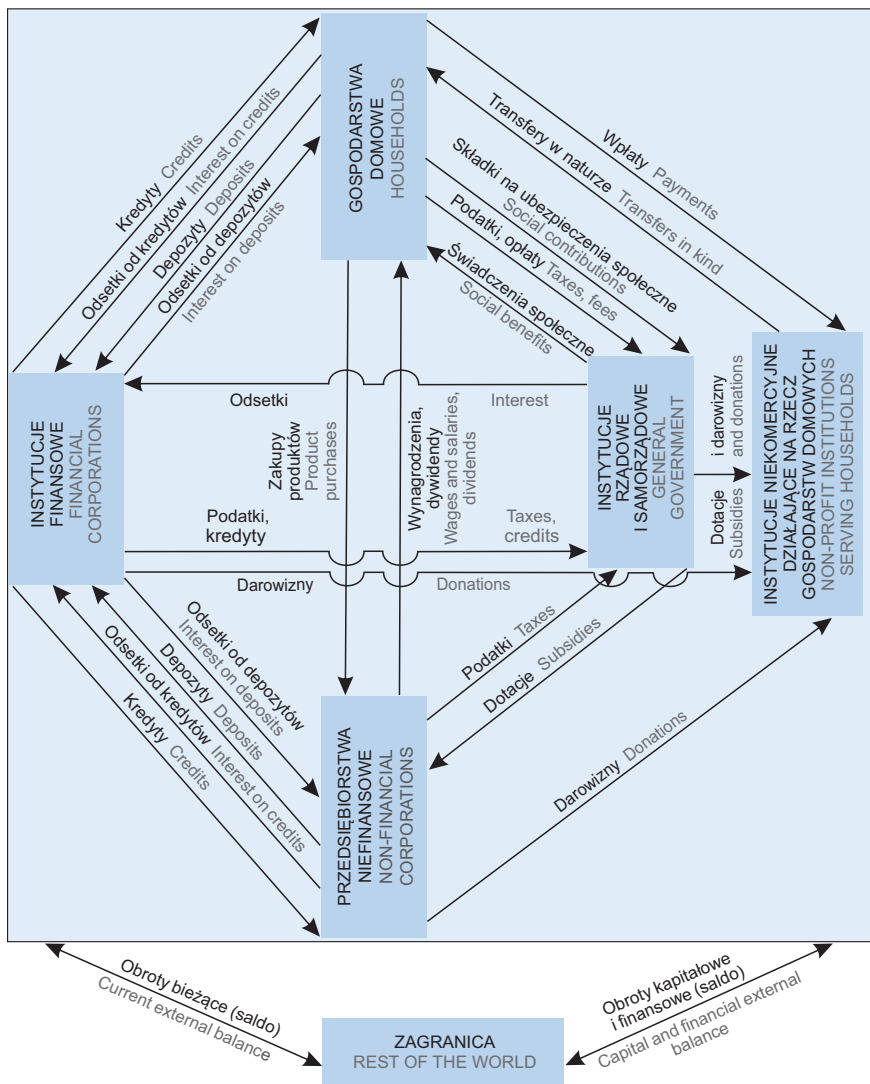 GOSPODARSTWA
DOMOWE
HOUSEHOLDS
Kredyty Credits
Odsetki od kredytów Interest on credits
Depozyty Deposits
Odsetki od depozytów
Interest on deposits
Wpłaty Payments
Transfery w naturze Transfers in kind
Składki na ubezpieczenia społeczne
Social contributions
Podatki, opłaty Taxes, fees
Świadczenia społeczne
Social benefits
INSTYTUCJE
FINANSOWE
FINANCIAL
CORPORATIONS
Odsetki Interest
Zakupy
produktów
Product
purchases
Wynagrodzenia,
dywidendy
Wages and salaries,
dividends
INSTYTUCJE
RZĄDOWE
I SAMORZĄDOWE
GENERAL
GOVERNMENT
Dotacje i darowizny
Subsidies and donations
INSTYTUCJE NIEKOMERCYJNE
DZIAŁAJĄCE NA RZECZ
GOSPODARSTW DOMOWYCH
NON-PROFIT INSTITUTIONS
SERVING HOUSEHOLDS
Podatki,
kredyty
Taxes,
credits
Darowizny Donations
Odsetki od depozytów
Interest on deposits
Depozyty Deposits
Odsetki od kredytów Interest on credits
Kredyty Credits
Podatki Taxes
Dotacje Subsidies
Darowizny Donations
PRZEDSIĘBIORSTWA
NIEFINANSOWE
NON-FINANCIAL
CORPORATIONS
Obroty bieżące (saldo)
Current external
balance
Obroty kapitałowe
i finansowe (saldo)
Capital and financial external
balance
ZAGRANICA
REST OF THE WORLD